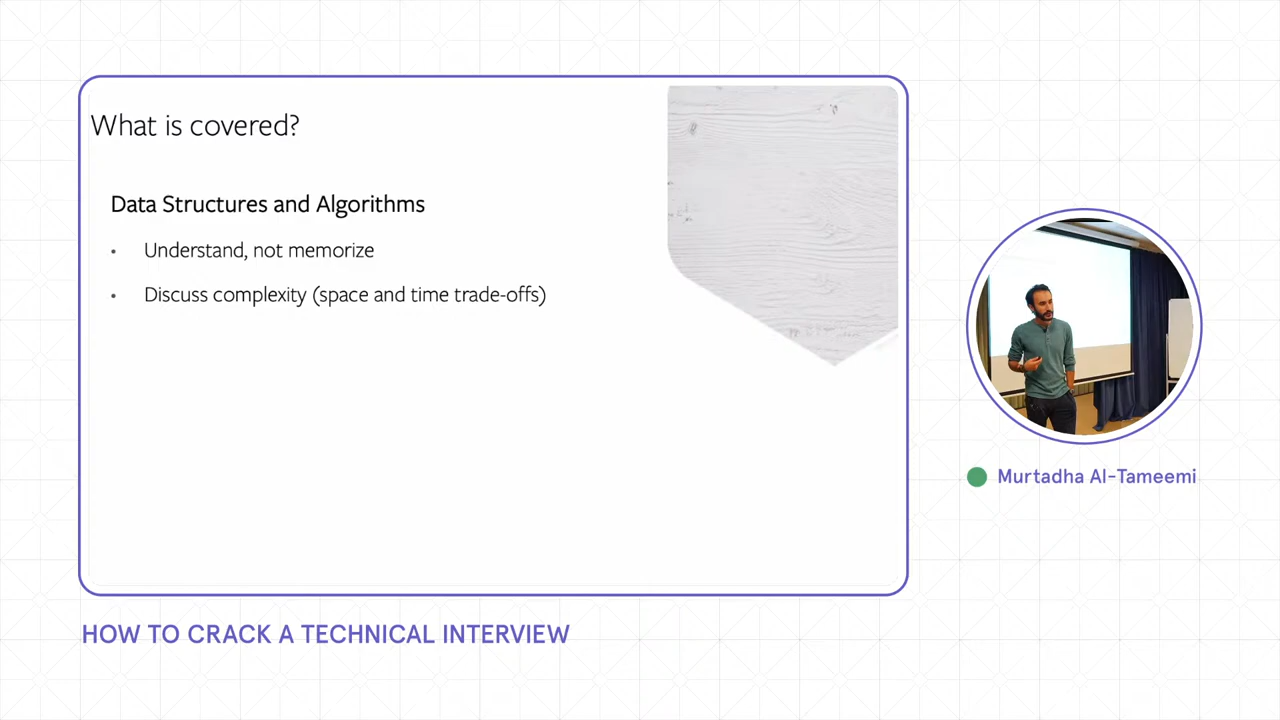 What is covered?
Data Structures and Algorithms
• Understand, not memorize
• Discuss complexity (space and time trade-offs)
Murtadha Al-Tameemi
HOW TO CRACK A TECHNICAL INTERVIEW